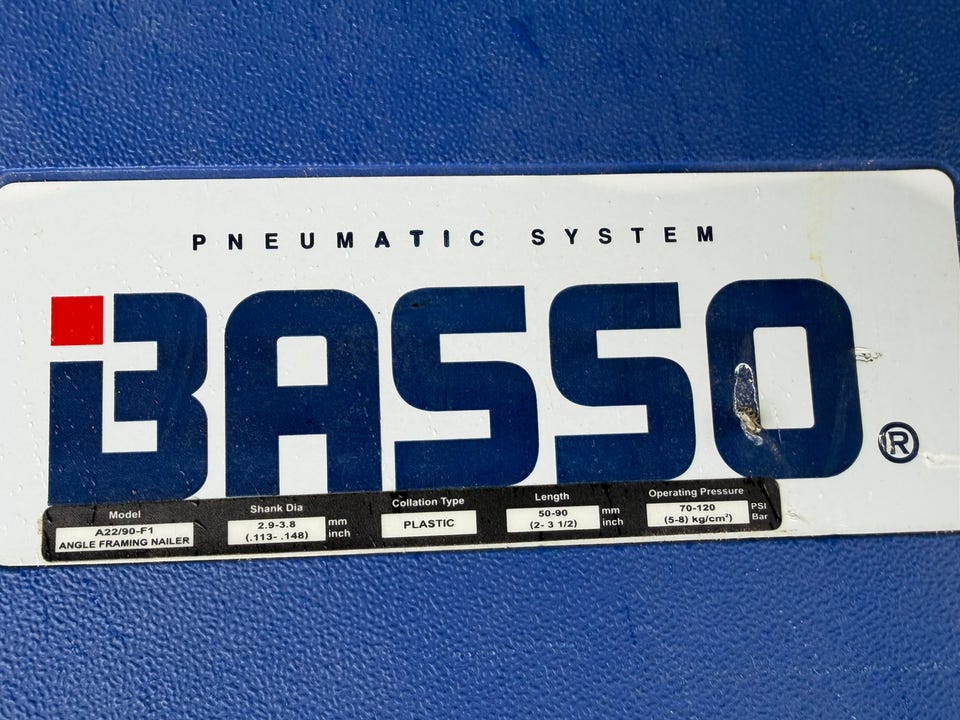 PNEUMATIC SYSTEM
BASSO®
Model
A22/90-F1
ANGLE FRAMING NAILER
Shank Dia
2.9-3.8 mm
(.113- .148) inch
Collation Type
PLASTIC
Length
50-90 mm
(2- 3 1/2) inch
Operating Pressure
70-120 PSI
(5-8) kg/cm² Bar